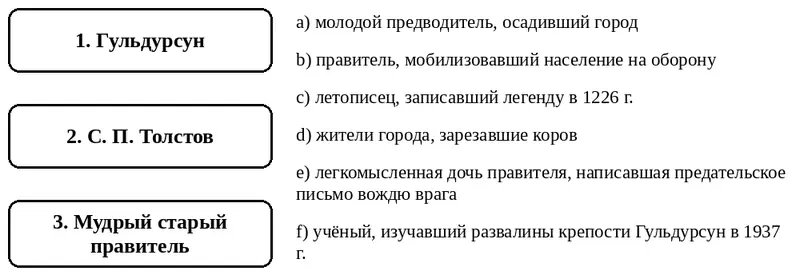 1. Гульдурсун
2. С. П. Толстов
3. Мудрый старый
правитель
a) молодой предводитель, осадивший город
b) правитель, мобилизовавший население на оборону
c) летописец, записавший легенду в 1226 г.
d) жители города, зарезавшие коров
e) легкомысленная дочь правителя, написавшая предательское
письмо вождю врага
f) учёный, изучавший развалины крепости Гульдурсун в 1937
г.